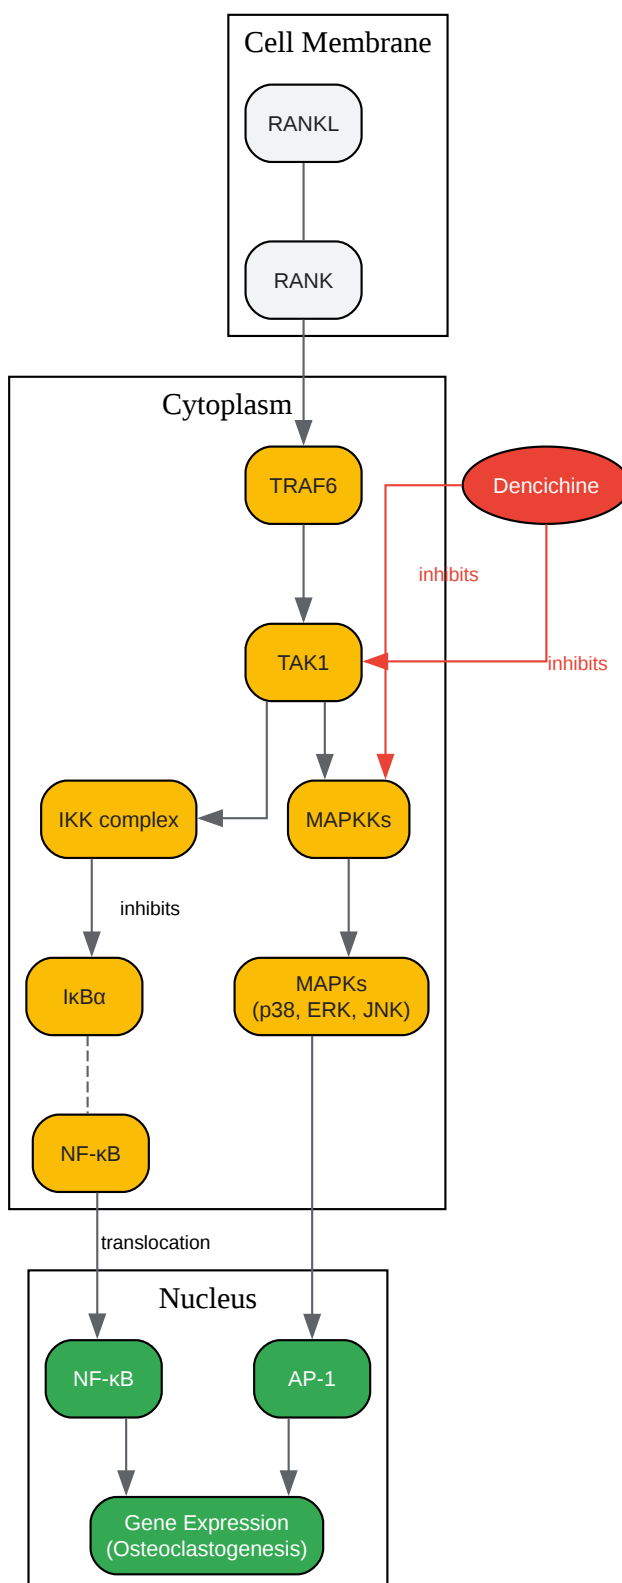 Cell Membrane
RANKL
RANK
Cytoplasm
TRAF6
Dencichine
inhibits
TAK1
inhibits
IKK complex
MAPKKs
inhibits
IκBα
MAPKs
(p38, ERK, JNK)
NF-κB
translocation
Nucleus
NF-κB
AP-1
Gene Expression
(Osteoclastogenesis)